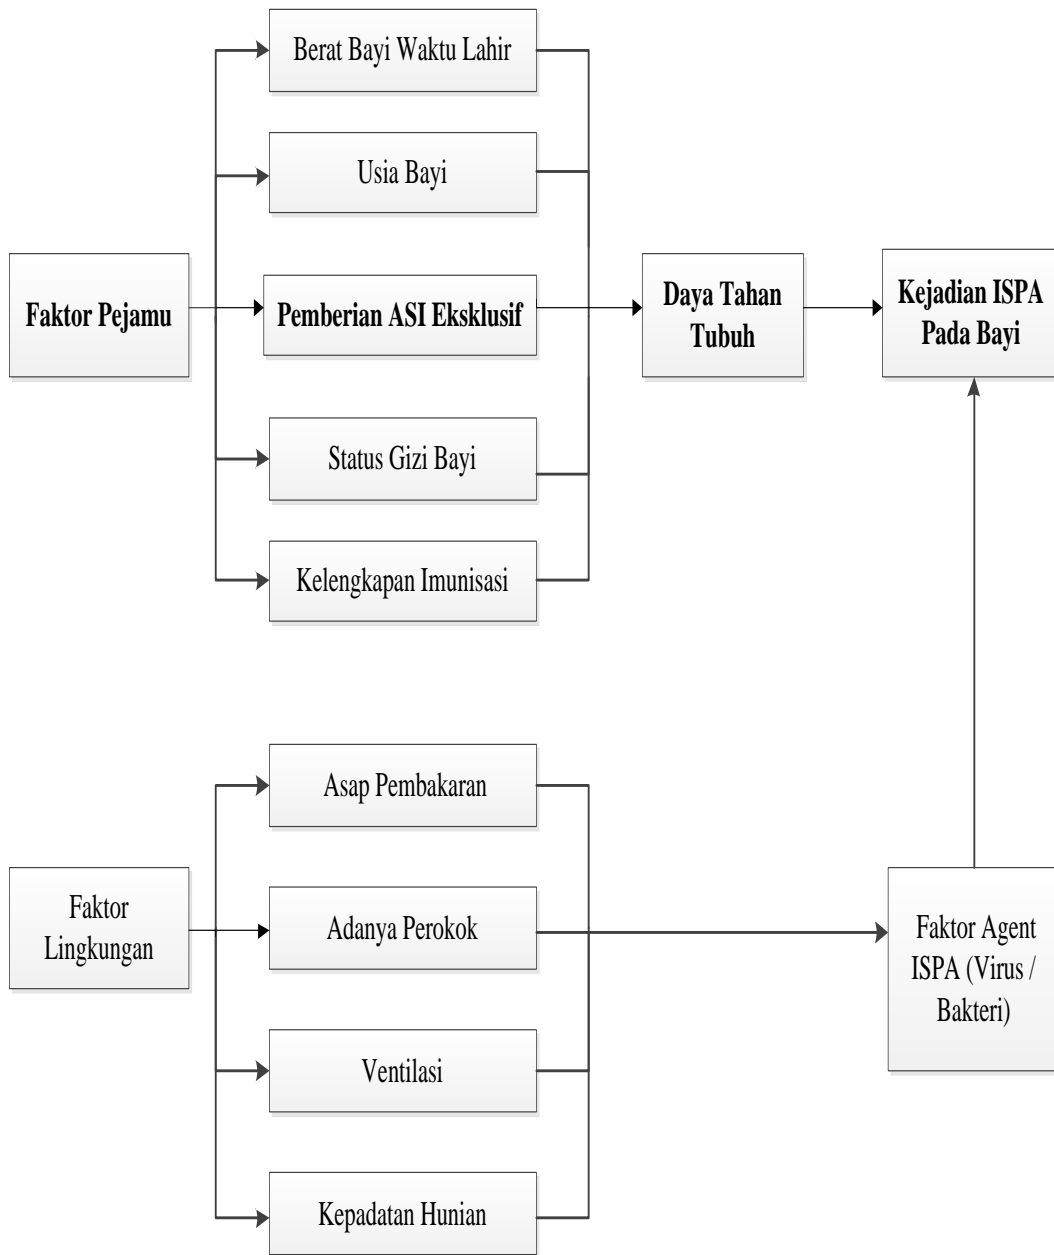 Berat Bayi Waktu Lahir
Usia Bayi
Faktor Pejamu
Pemberian ASI Eksklusif
Daya Tahan
Tubuh
Kejadian ISPA
Pada Bayi
Status Gizi Bayi
Kelengkapan Imunisasi
Asap Pembakaran
Faktor
Lingkungan
Adanya Perokok
Faktor Agent
ISPA (Virus /
Bakteri)
Ventilasi
Kepadatan Hunian